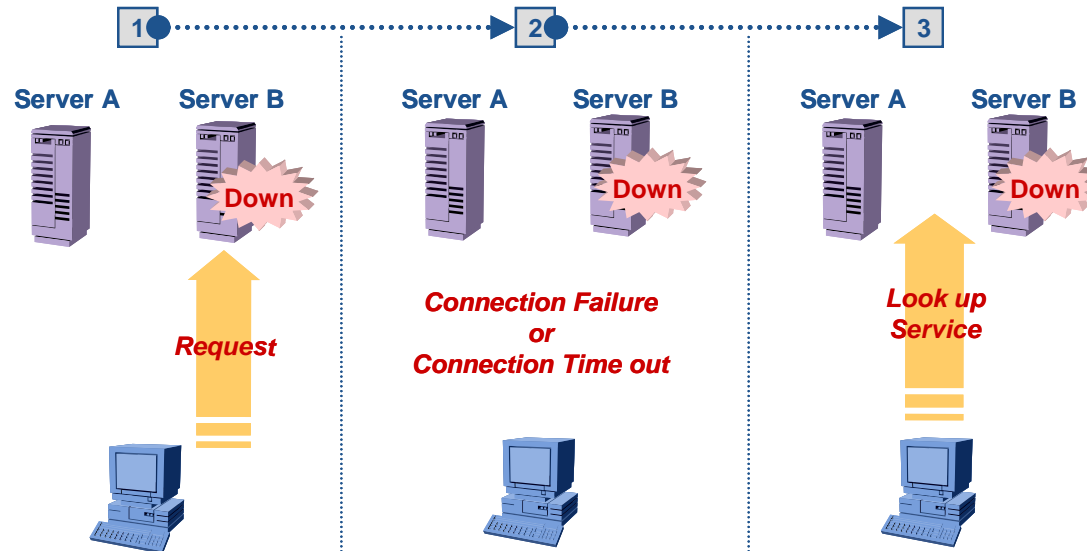 1
2
3
Server A
Server B
Server A
Server B
Server A
Server B
Down
Down
Down
Request
Connection Failure
or
Connection Time out
Look up
Service